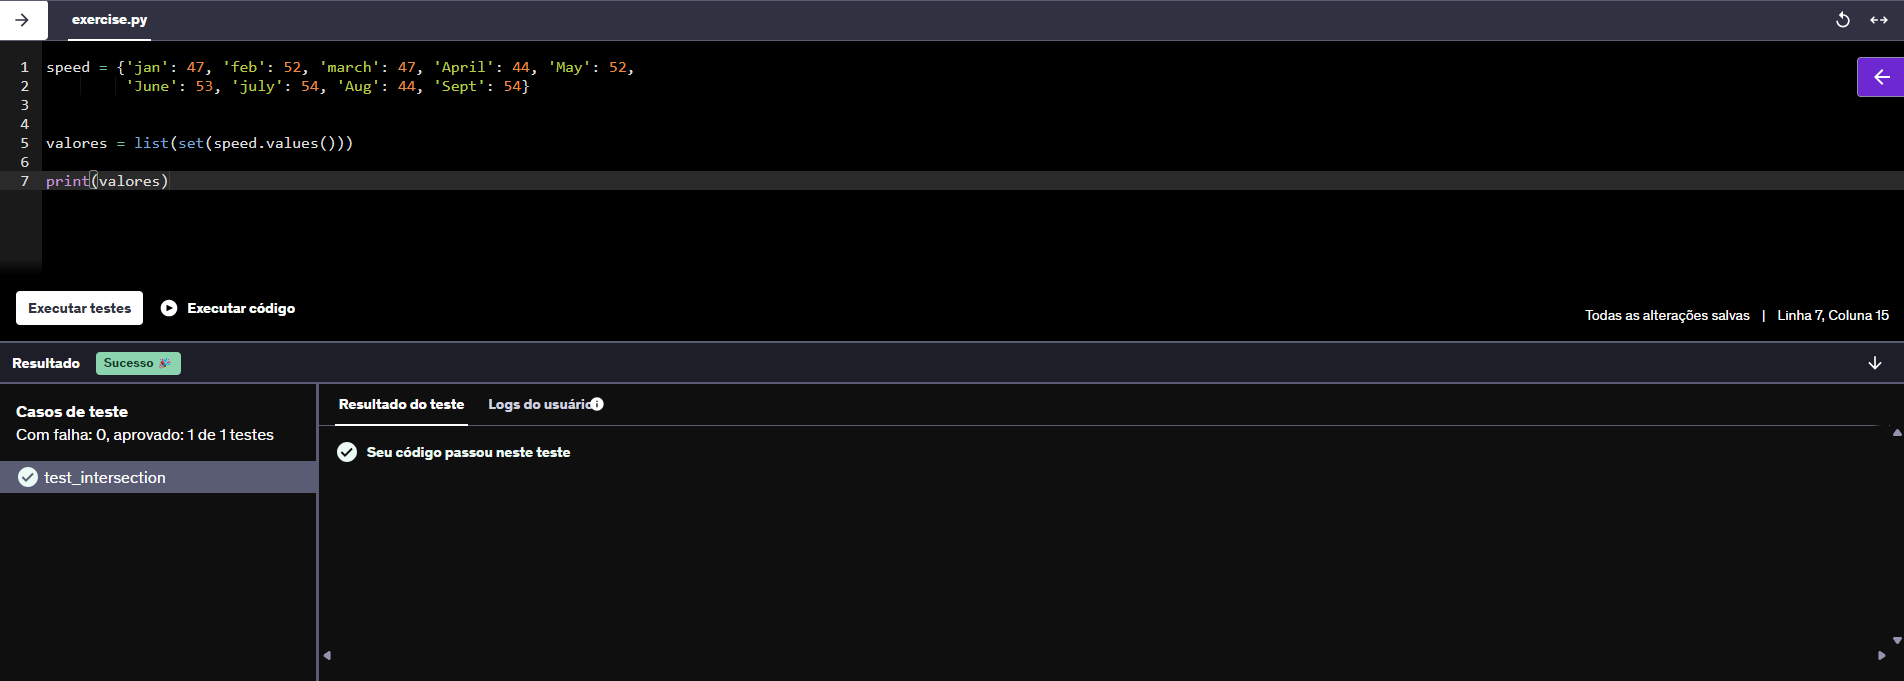 exercise.py
1 speed = {'jan': 47, 'feb': 52, 'march': 47, 'April': 44, 'May': 52,
2 'June': 53, 'july': 54, 'Aug': 44, 'Sept': 54}
3
4
5 valores = list(set(speed.values()))
6
7 print(valores)
Executar testes Executar código
Todas as alterações salvas | Linha 7, Coluna 15
Resultado Sucesso 🎉
Casos de teste
Com falha: 0, aprovado: 1 de 1 testes
test_intersection
Resultado do teste Logs do usuário
Seu código passou neste teste